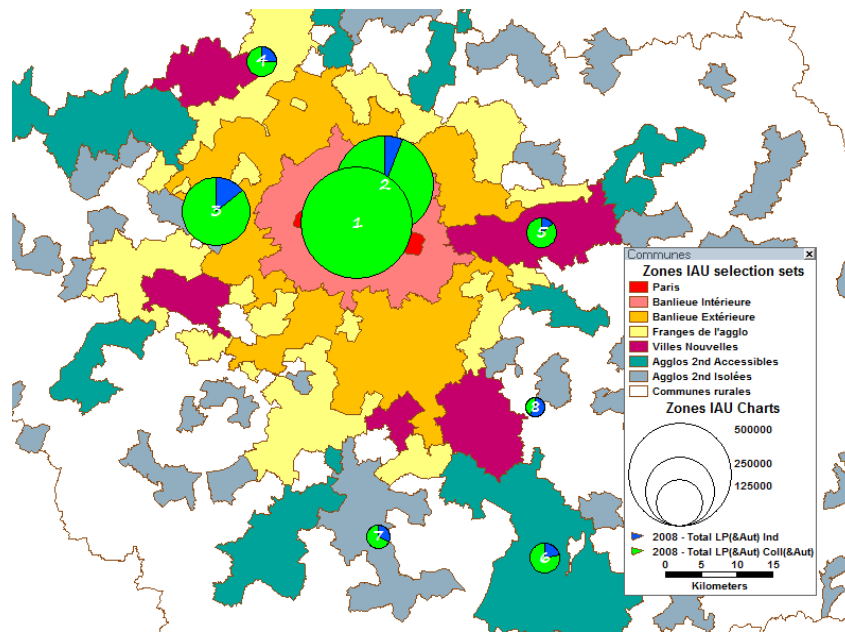 4
2
3
1
5
8
7
6
Communes
Zones IAU selection sets
Paris
Banlieue Intérieure
Banlieue Extérieure
Franges de l'agglo
Villes Nouvelles
Agglos 2nd Accessibles
Agglos 2nd Isolées
Communes rurales
Zones IAU Charts
500000
250000
125000
2008 - Total LP(&Aut) Ind
2008 - Total LP(&Aut) Coll(&Aut)
0 5 10 15
Kilometers